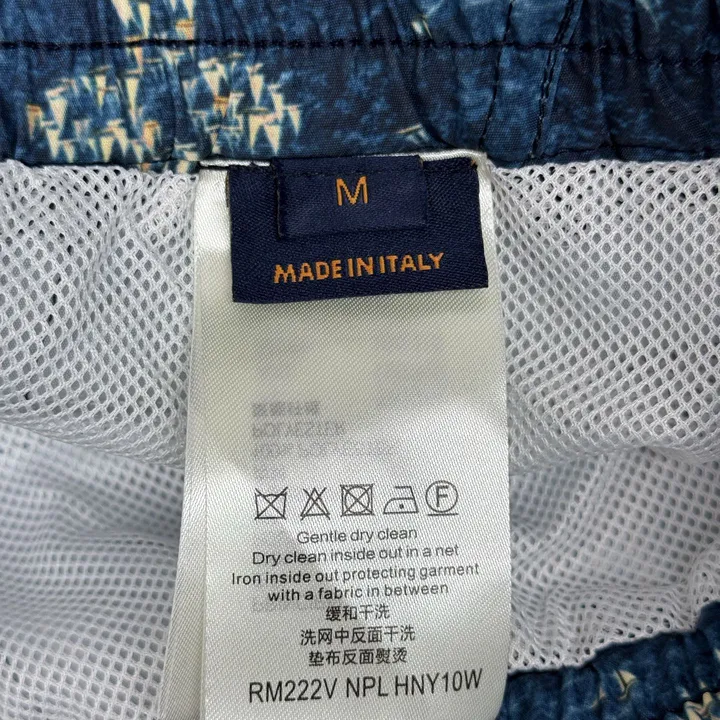 M
MADE IN ITALY
Gentle dry clean
Dry clean inside out in a net
Iron inside out protecting garment
with a fabric in between
缓和干洗
洗网中反面干洗
垫布反面熨烫
RM222V NPL HNY10W